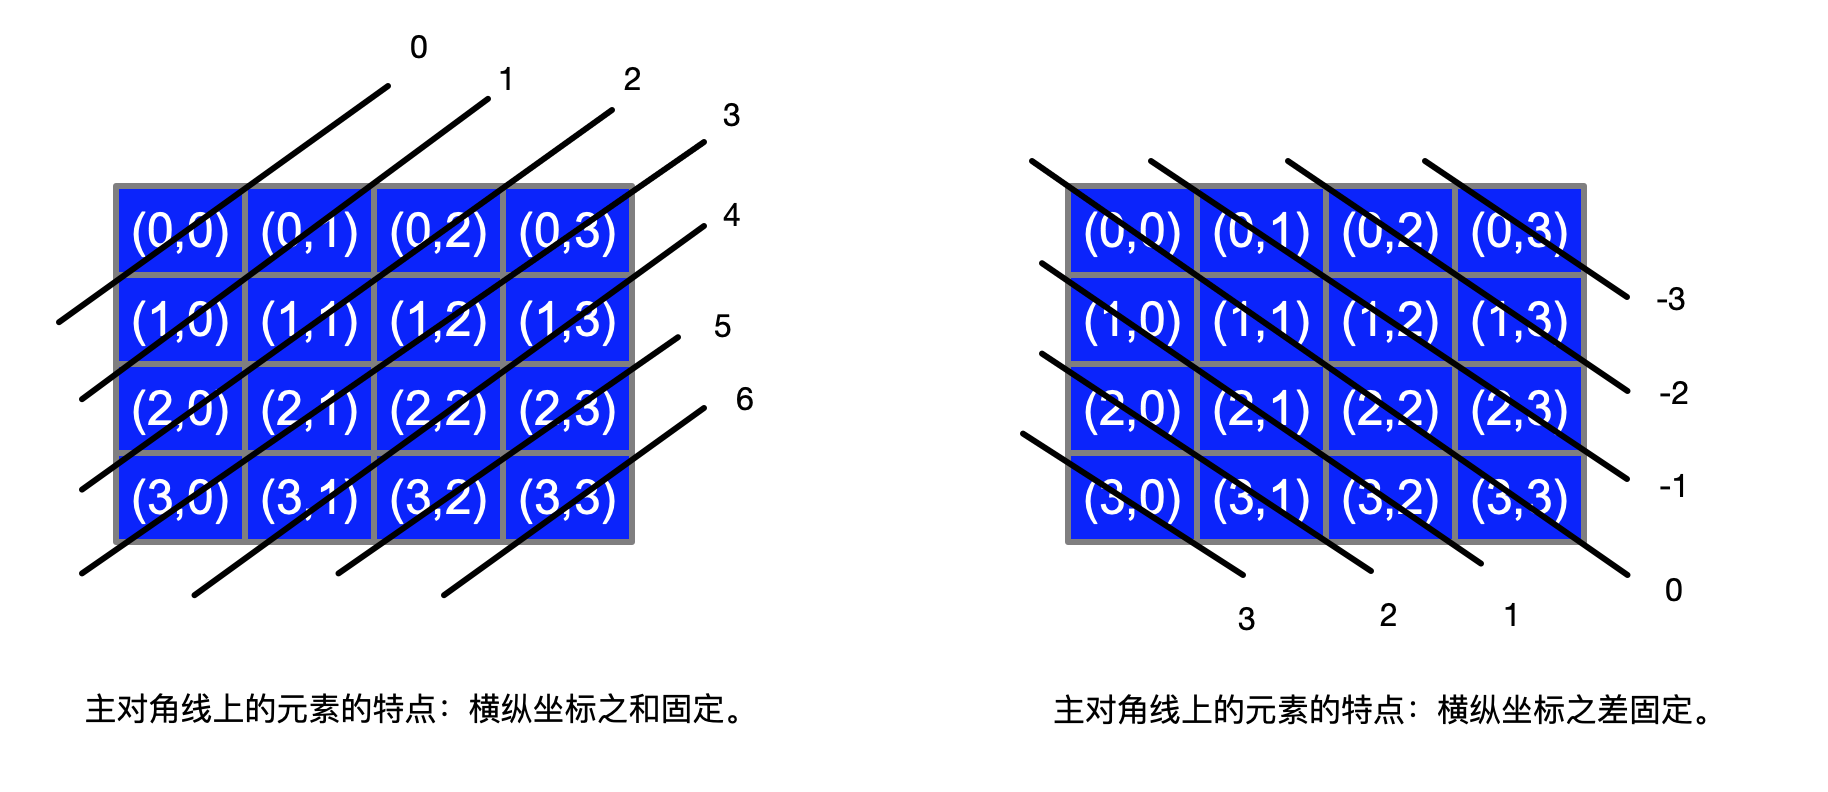 0
1
2
3
4
5
6
(0,0) (0,1) (0,2) (0,3)
(1,0) (1,1) (1,2) (1,3)
(2,0) (2,1) (2,2) (2,3)
(3,0) (3,1) (3,2) (3,3)
主对角线上的元素的特点：横纵坐标之和固定。
(0,0) (0,1) (0,2) (0,3)
(1,0) (1,1) (1,2) (1,3)
(2,0) (2,1) (2,2) (2,3)
(3,0) (3,1) (3,2) (3,3)
-3
-2
-1
0
1
2
3
主对角线上的元素的特点：横纵坐标之差固定。